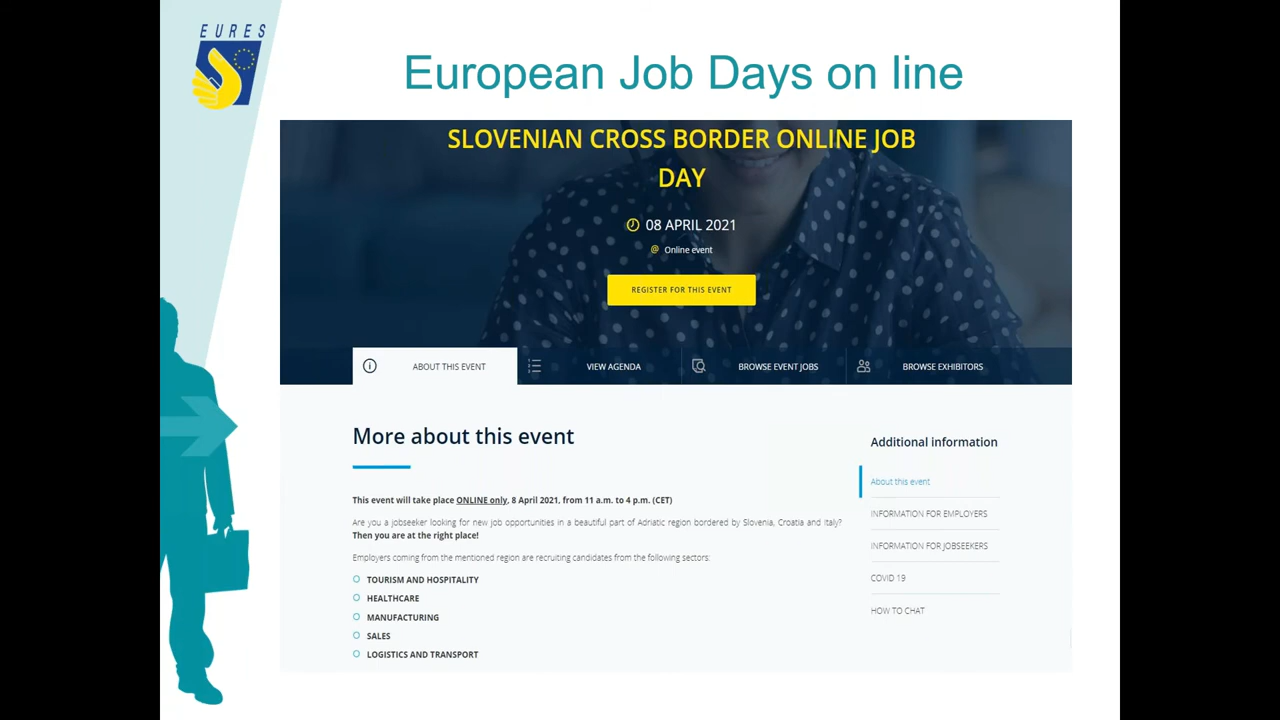 EURES
European Job Days on line
SLOVENIAN CROSS BORDER ONLINE JOB
DAY
08 APRIL 2021
@ Online event
REGISTER FOR THIS EVENT
ABOUT THIS EVENT
VIEW AGENDA
BROWSE EVENT JOBS
BROWSE EXHIBITORS
More about this event
This event will take place ONLINE only, 8 April 2021, from 11 a.m. to 4 p.m. (CET)
Are you a jobseeker looking for new job opportunities in a beautiful part of Adriatic region bordered by Slovenia, Croatia and Italy?
Then you are at the right place!
Employers coming from the mentioned region are recruiting candidates from the following sectors:
TOURISM AND HOSPITALITY
HEALTHCARE
MANUFACTURING
SALES
LOGISTICS AND TRANSPORT
Additional information
About this event
INFORMATION FOR EMPLOYERS
INFORMATION FOR JOBSEEKERS
COVID 19
HOW TO CHAT